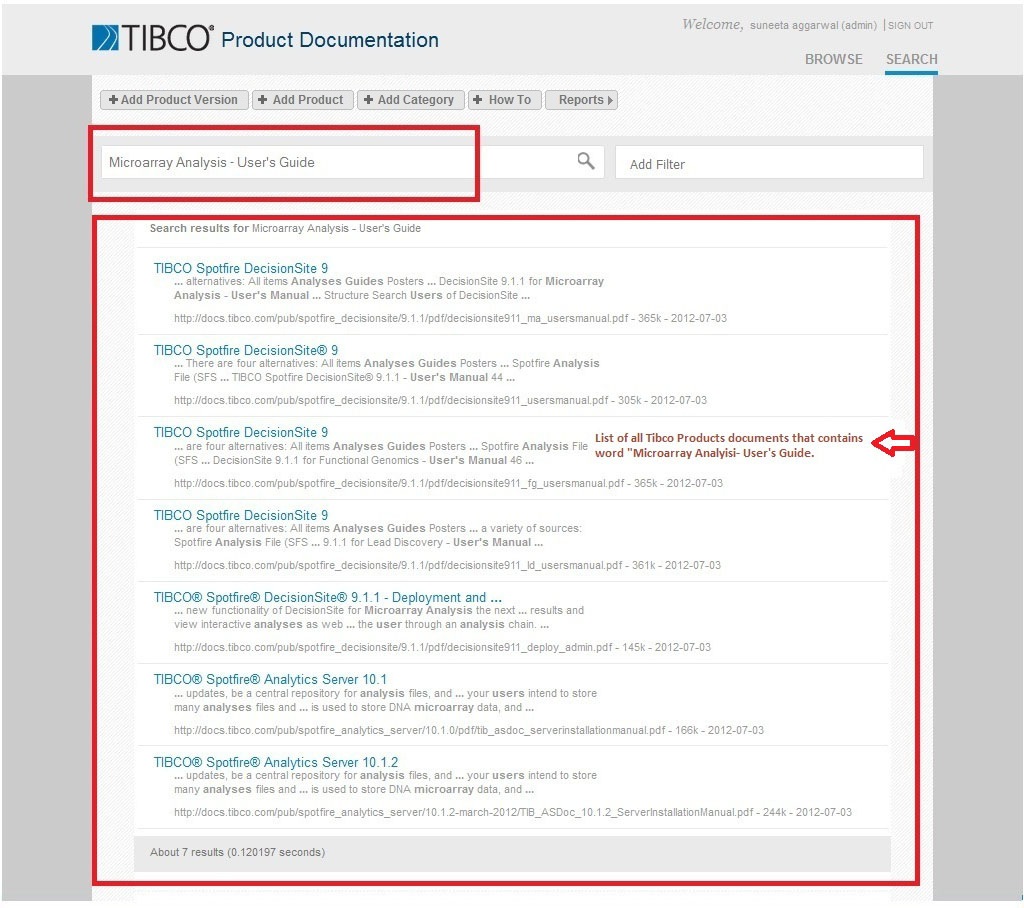 TIBCO® Product Documentation
Welcome, suneeta aggarwal (admin) | SIGN OUT
BROWSE SEARCH
+ Add Product Version + Add Product + Add Category + How To Reports
Microarray Analysis - User's Guide
Add Filter
Search results for Microarray Analysis - User's Guide
TIBCO Spotfire DecisionSite 9
... alternatives: All items Analyses Guides Posters ... DecisionSite 9.1.1 for Microarray
Analysis - User's Manual ... Structure Search Users of DecisionSite ...
http://docs.tibco.com/pub/spotfire_decisionsite/9.1.1/pdf/decisionsite911_ma_usersmanual.pdf - 365k - 2012-07-03
TIBCO Spotfire DecisionSite® 9
... There are four alternatives: All items Analyses Guides Posters ... Spotfire Analysis
File (SFS ... TIBCO Spotfire DecisionSite® 9.1.1 - User's Manual 44 ...
http://docs.tibco.com/pub/spotfire_decisionsite/9.1.1/pdf/decisionsite911_usersmanual.pdf - 305k - 2012-07-03
TIBCO Spotfire DecisionSite 9
... are four alternatives: All items Analyses Guides Posters ... Spotfire Analysis File
(SFS ... DecisionSite 9.1.1 for Functional Genomics - User's Manual 46 ...
http://docs.tibco.com/pub/spotfire_decisionsite/9.1.1/pdf/decisionsite911_fg_usersmanual.pdf - 365k - 2012-07-03
List of all Tibco Products documents that contains
word "Microarray Analyisi- User's Guide.
TIBCO Spotfire DecisionSite 9
... are four alternatives: All items Analyses Guides Posters ... a variety of sources:
Spotfire Analysis File (SFS ... 9.1.1 for Lead Discovery - User's Manual ...
http://docs.tibco.com/pub/spotfire_decisionsite/9.1.1/pdf/decisionsite911_ld_usersmanual.pdf - 361k - 2012-07-03
TIBCO® Spotfire® DecisionSite® 9.1.1 - Deployment and ...
... new functionality of DecisionSite for Microarray Analysis the next ... results and
view interactive analyses as web ... the user through an analysis chain. ...
http://docs.tibco.com/pub/spotfire_decisionsite/9.1.1/pdf/decisionsite911_deploy_admin.pdf - 145k - 2012-07-03
TIBCO® Spotfire® Analytics Server 10.1
... updates, be a central repository for analysis files, and ... your users intend to store
many analyses files and ... is used to store DNA microarray data, and ...
http://docs.tibco.com/pub/spotfire_analytics_server/10.1.0/pdf/tib_asdoc_serverinstallationmanual.pdf - 166k - 2012-07-03
TIBCO® Spotfire® Analytics Server 10.1.2
... updates, be a central repository for analysis files, and ... your users intend to store
many analyses files and ... is used to store DNA microarray data, and ...
http://docs.tibco.com/pub/spotfire_analytics_server/10.1.2-march-2012/TIB_ASDoc_10.1.2_ServerInstallationManual.pdf - 244k - 2012-07-03
About 7 results (0.120197 seconds)